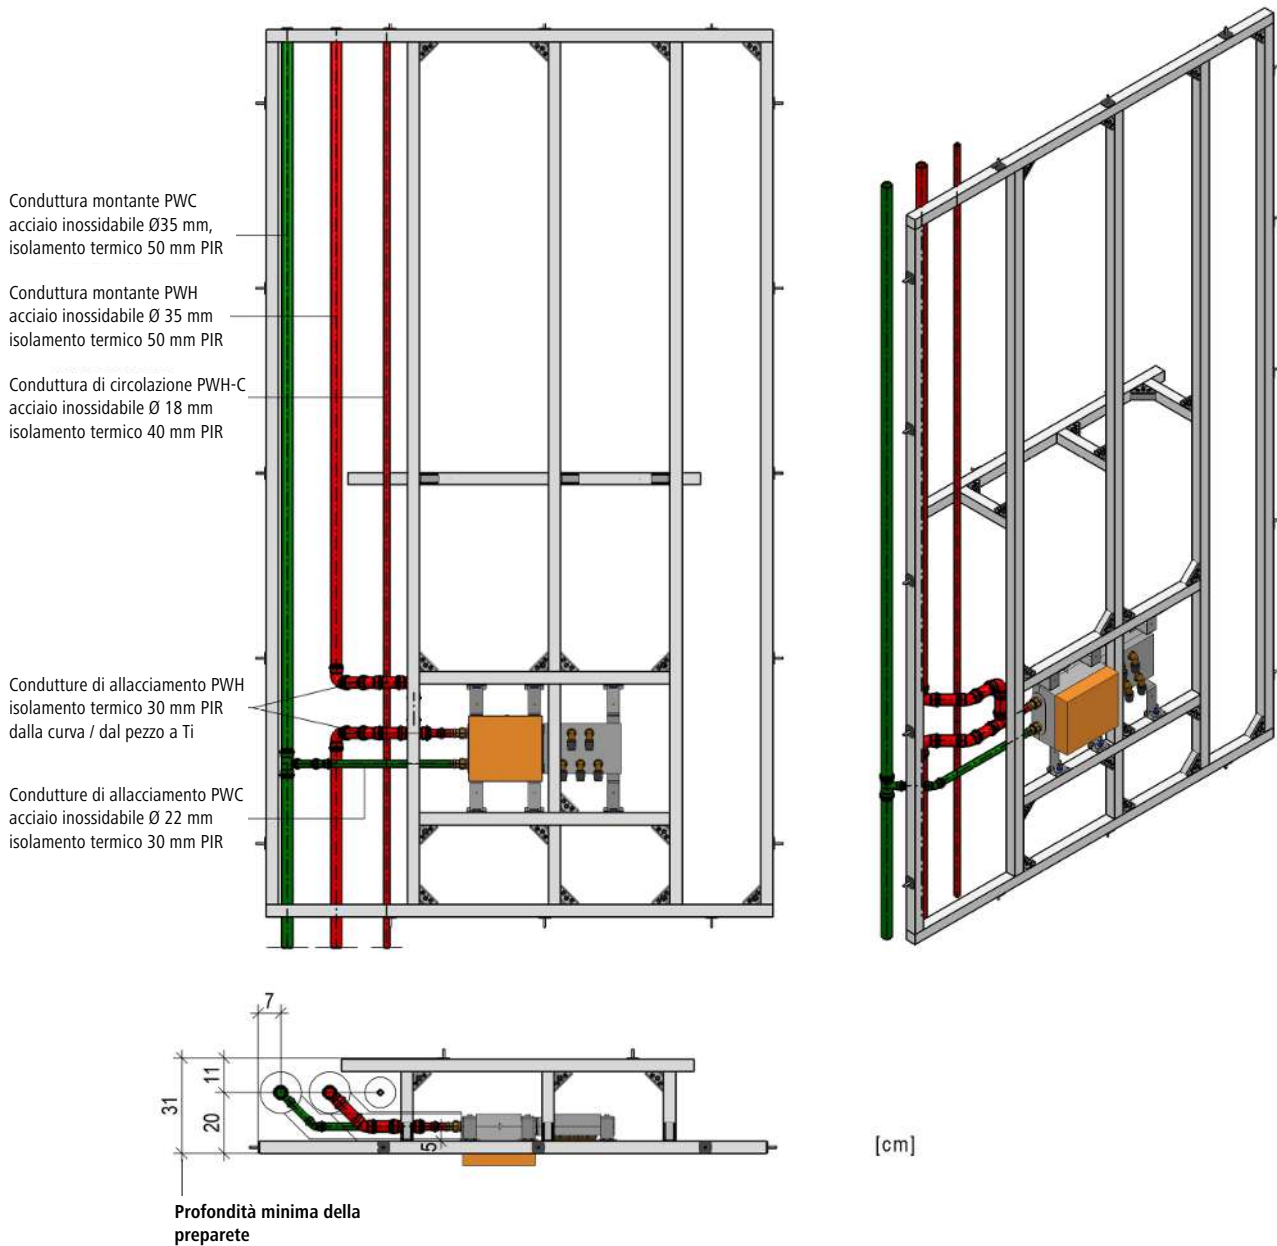 Conduttura montante PWC
acciaio inossidabile Ø35 mm,
isolamento termico 50 mm PIR
Conduttura montante PWH
acciaio inossidabile Ø 35 mm
isolamento termico 50 mm PIR
Conduttura di circolazione PWH-C
acciaio inossidabile Ø 18 mm
isolamento termico 40 mm PIR
Condutture di allacciamento PWH
isolamento termico 30 mm PIR
dalla curva / dal pezzo a Ti
Condutture di allacciamento PWC
acciaio inossidabile Ø 22 mm
isolamento termico 30 mm PIR
7
31
11
20
5
[cm]
Profondità minima della
preparete